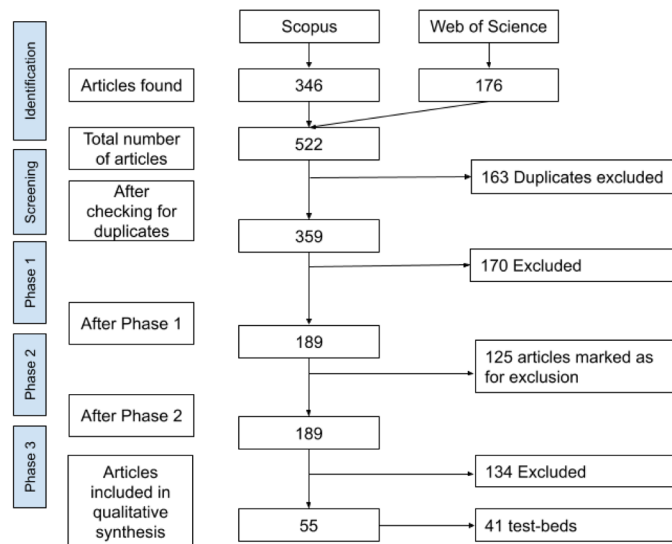 Scopus
Web of Science
Identification
Articles found
346
176
Total number
of articles
522
Screening
163 Duplicates excluded
After
checking for
duplicates
359
Phase 1
170 Excluded
After Phase 1
189
Phase 2
125 articles marked as
for exclusion
After Phase 2
189
Phase 3
134 Excluded
Articles
included in
qualitative
synthesis
55
41 test-beds